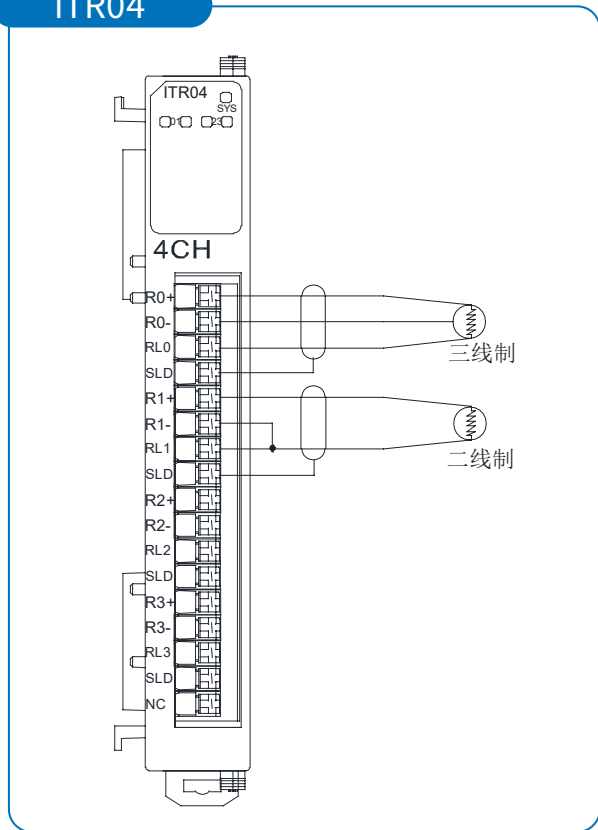 ITR04
ITR04
SYS
01 23
4CH
R0+
R0-
RL0
三线制
SLD
R1+
R1-
RL1
二线制
SLD
R2+
R2-
RL2
SLD
R3+
R3-
RL3
SLD
NC